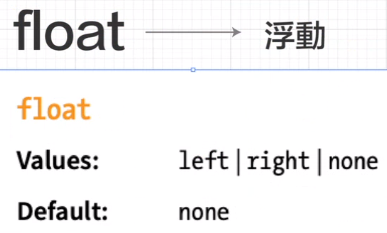 float → 浮動
float
Values: left | right | none
Default: none